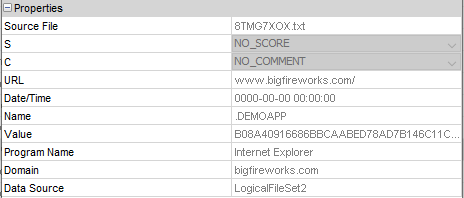 Properties
Source File 8TMG7XOX.txt
S NO_SCORE
C NO_COMMENT
URL www.bigfireworks.com/
Date/Time 0000-00-00 00:00:00
Name .DEMOAPP
Value B08A40916686BBCAABED78AD7B146C11C...
Program Name Internet Explorer
Domain bigfireworks.com
Data Source LogicalFileSet2